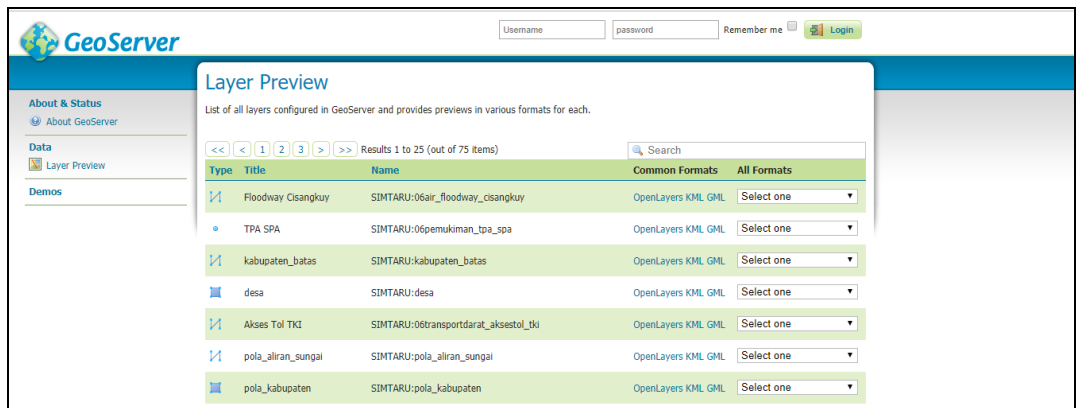 GeoServer
Username password Remember me Login
About & Status
About GeoServer
Data
Layer Preview
Demos
Layer Preview
List of all layers configured in GeoServer and provides previews in various formats for each.
<< < 1 2 3 > >> Results 1 to 25 (out of 75 items) Search
Type Title Name Common Formats All Formats
Floodway Cisangkuy SIMTARU:06air_floodway_cisangkuy OpenLayers KML GML Select one
TPA SPA SIMTARU:06pemukiman_tpa_spa OpenLayers KML GML Select one
kabupaten_batas SIMTARU:kabupaten_batas OpenLayers KML GML Select one
desa SIMTARU:desa OpenLayers KML GML Select one
Akses Tol TKI SIMTARU:06transportdarat_aksestol_tki OpenLayers KML GML Select one
pola_aliran_sungai SIMTARU:pola_aliran_sungai OpenLayers KML GML Select one
pola_kabupaten SIMTARU:pola_kabupaten OpenLayers KML GML Select one